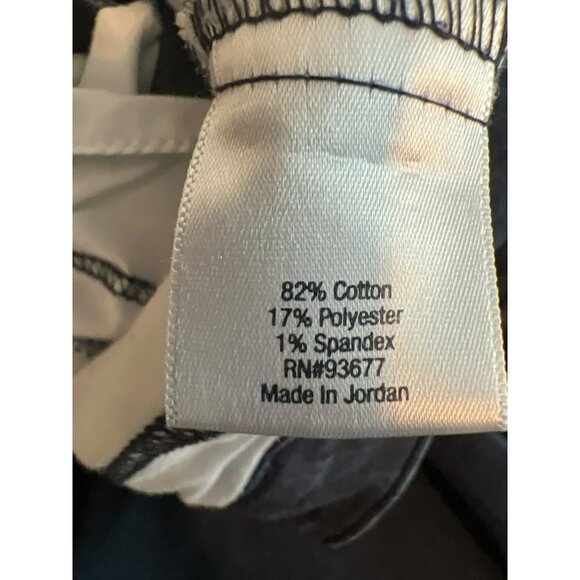 82% Cotton
17% Polyester
1% Spandex
RN#93677
Made In Jordan